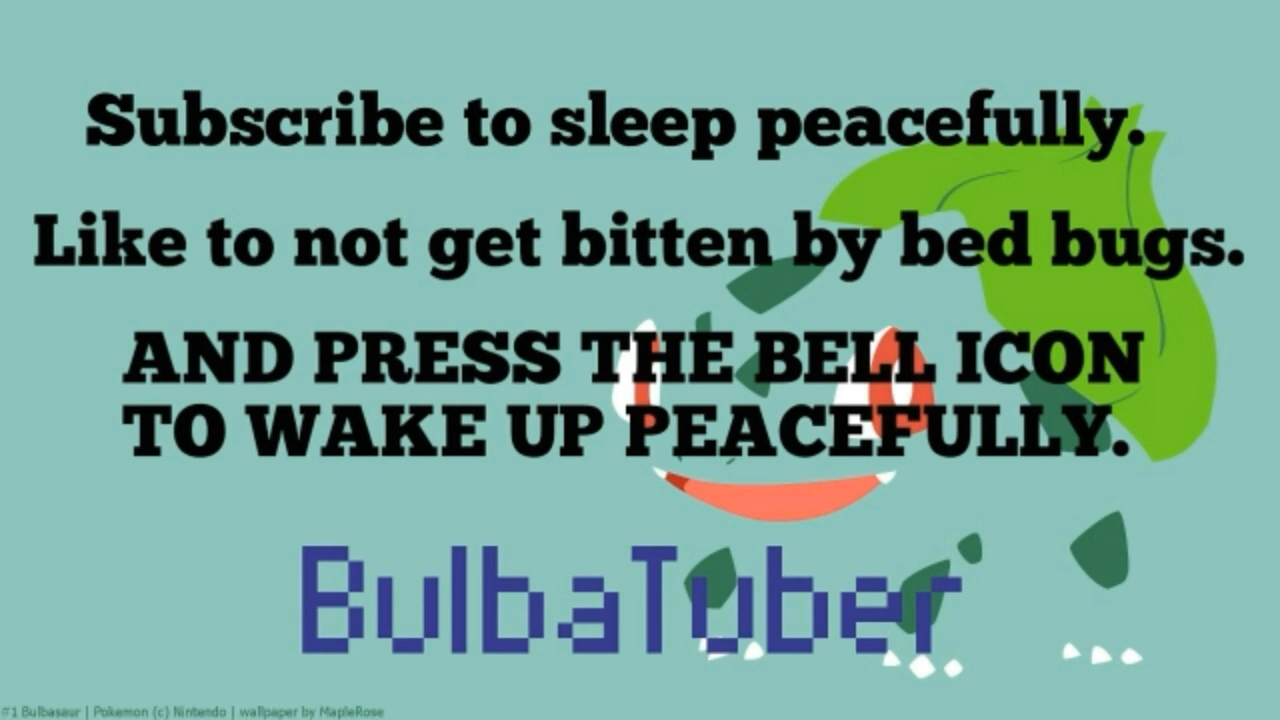 Subscribe to sleep peacefully.
Like to not get bitten by bed bugs.
AND PRESS THE BELL ICON
TO WAKE UP PEACEFULLY.
BulbaTuber
#1 Bulbasaur | Pokemon (c) Nintendo | wallpaper by MapleRose